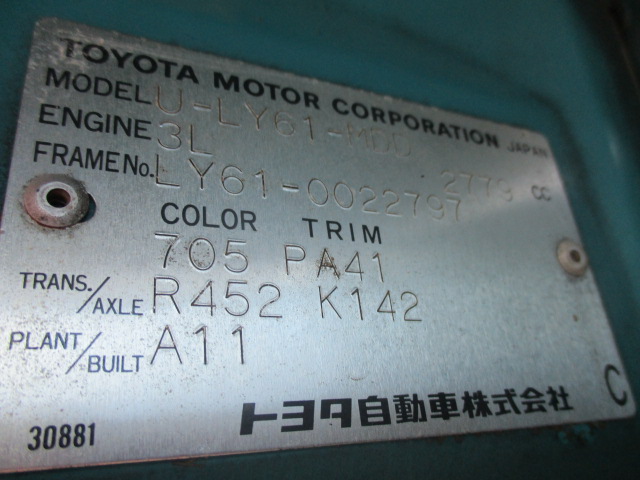 TOYOTA MOTOR CORPORATION JAPAN
MODEL U-LY61-MDD
ENGINE 3L 2779 cc
FRAME No. LY61-0022797
COLOR TRIM
705 PA41
TRANS./AXLE R452 K142
PLANT/BUILT A11
30881 トヨタ自動車株式会社 C